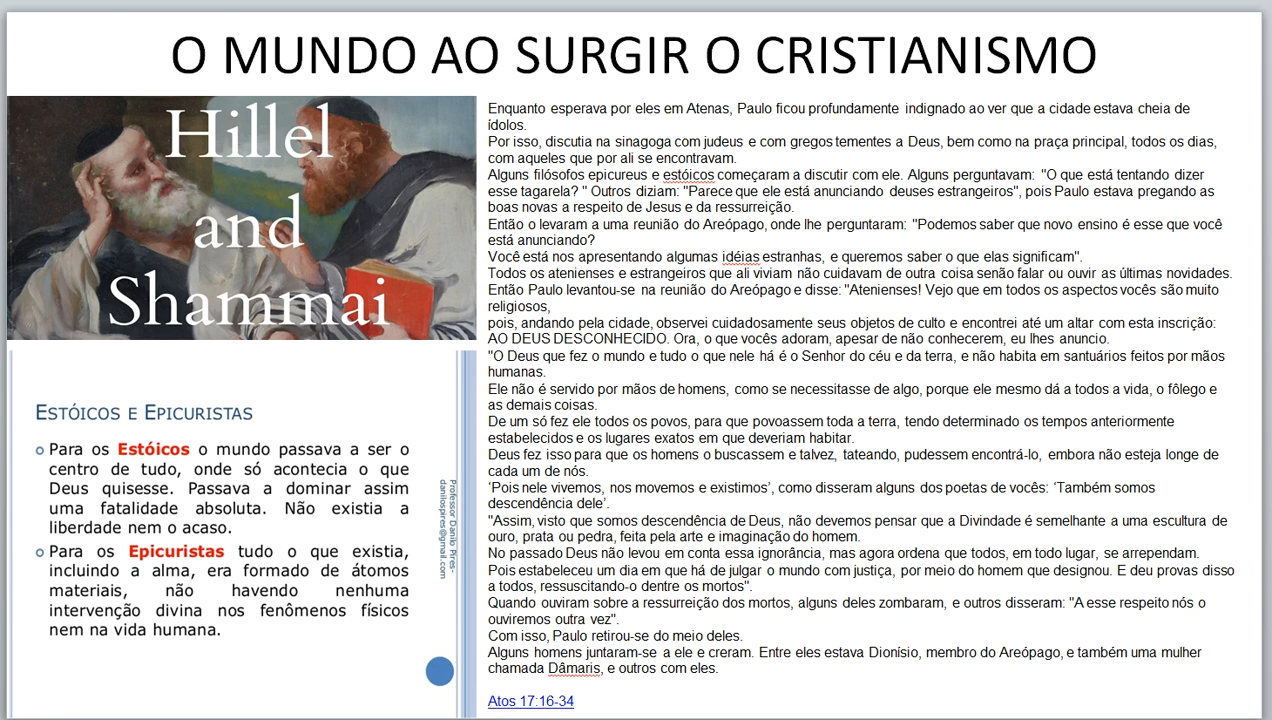 O MUNDO AO SURGIR O CRISTIANISMO
Hillel
and
Shammai
ESTÓICOS E EPICURISTAS
Para os Estóicos o mundo passava a ser o
centro de tudo, onde só acontecia o que
Deus quisesse. Passava a dominar assim
uma fatalidade absoluta. Não existia a
liberdade nem o acaso.
Para os Epicuristas tudo o que existia,
incluindo a alma, era formado de átomos
materiais, não havendo nenhuma
intervenção divina nos fenômenos físicos
nem na vida humana.
Professor Danilo Pires-
danilospires@gmail.com
Enquanto esperava por eles em Atenas, Paulo ficou profundamente indignado ao ver que a cidade estava cheia de
ídolos.
Por isso, discutia na sinagoga com judeus e com gregos tementes a Deus, bem como na praça principal, todos os dias,
com aqueles que por ali se encontravam.
Alguns filósofos epicureus e estóicos começaram a discutir com ele. Alguns perguntavam: "O que está tentando dizer
esse tagarela? " Outros diziam: "Parece que ele está anunciando deuses estrangeiros", pois Paulo estava pregando as
boas novas a respeito de Jesus e da ressurreição.
Então o levaram a uma reunião do Areópago, onde lhe perguntaram: "Podemos saber que novo ensino é esse que você
está anunciando?
Você está nos apresentando algumas idéias estranhas, e queremos saber o que elas significam".
Todos os atenienses e estrangeiros que ali viviam não cuidavam de outra coisa senão falar ou ouvir as últimas novidades.
Então Paulo levantou-se na reunião do Areópago e disse: "Atenienses! Vejo que em todos os aspectos vocês são muito
religiosos,
pois, andando pela cidade, observei cuidadosamente seus objetos de culto e encontrei até um altar com esta inscrição:
AO DEUS DESCONHECIDO. Ora, o que vocês adoram, apesar de não conhecerem, eu lhes anuncio.
"O Deus que fez o mundo e tudo o que nele há é o Senhor do céu e da terra, e não habita em santuários feitos por mãos
humanas.
Ele não é servido por mãos de homens, como se necessitasse de algo, porque ele mesmo dá a todos a vida, o fôlego e
as demais coisas.
De um só fez ele todos os povos, para que povoassem toda a terra, tendo determinado os tempos anteriormente
estabelecidos e os lugares exatos em que deveriam habitar.
Deus fez isso para que os homens o buscassem e talvez, tateando, pudessem encontrá-lo, embora não esteja longe de
cada um de nós.
‘Pois nele vivemos, nos movemos e existimos’, como disseram alguns dos poetas de vocês: ‘Também somos
descendência dele’.
"Assim, visto que somos descendência de Deus, não devemos pensar que a Divindade é semelhante a uma escultura de
ouro, prata ou pedra, feita pela arte e imaginação do homem.
No passado Deus não levou em conta essa ignorância, mas agora ordena que todos, em todo lugar, se arrependam.
Pois estabeleceu um dia em que há de julgar o mundo com justiça, por meio do homem que designou. E deu provas disso
a todos, ressuscitando-o dentre os mortos".
Quando ouviram sobre a ressurreição dos mortos, alguns deles zombaram, e outros disseram: "A esse respeito nós o
ouviremos outra vez".
Com isso, Paulo retirou-se do meio deles.
Alguns homens juntaram-se a ele e creram. Entre eles estava Dionísio, membro do Areópago, e também uma mulher
chamada Dâmaris, e outros com eles.
Atos 17:16-34